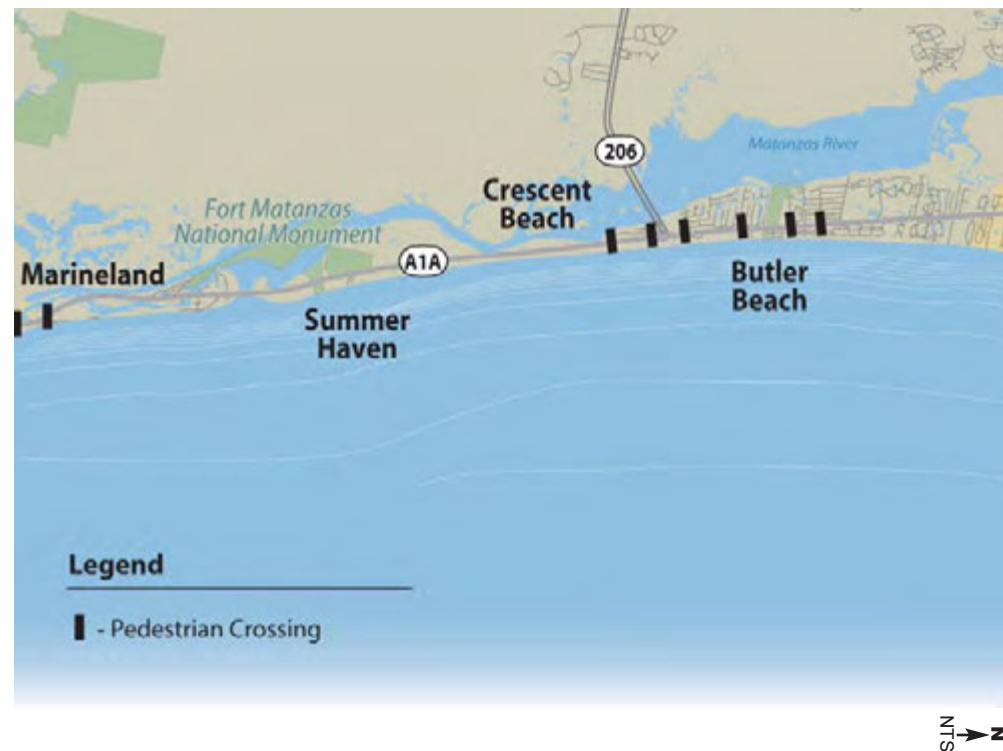 206
Matanzas River
Crescent
Beach
Fort Matanzas
National Monument
A1A
Marineland
Butler
Beach
Summer
Haven
Legend
- Pedestrian Crossing
N
NTS